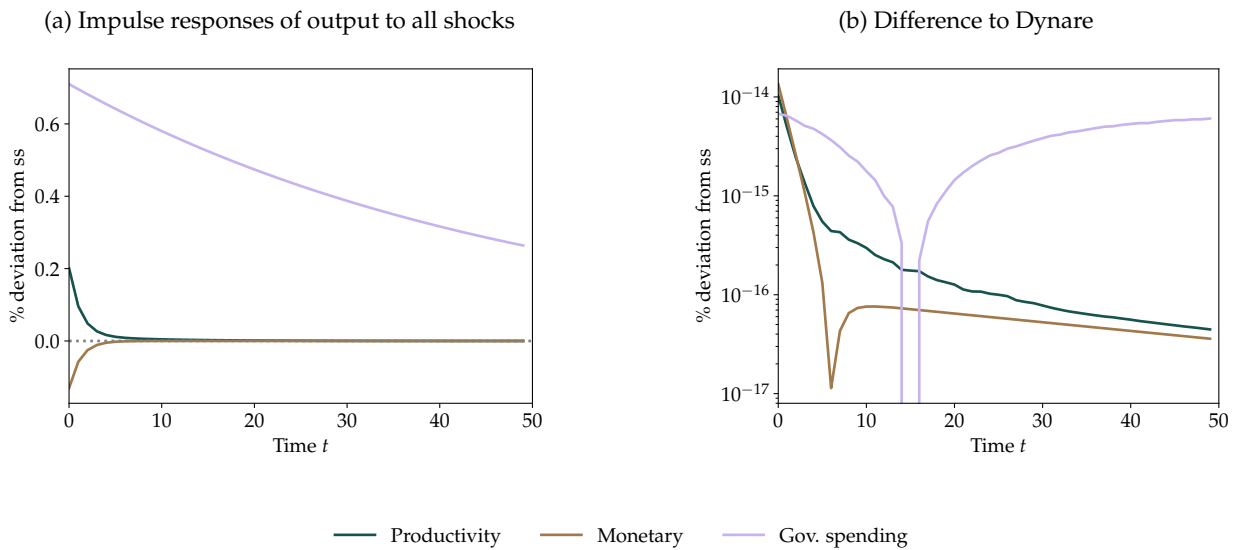 (a) Impulse responses of output to all shocks
(b) Difference to Dynare
% deviation from ss
0.6
0.4
0.2
0.0
0 10 20 30 40 50
Time t
% deviation from ss
10⁻¹⁴
10⁻¹⁵
10⁻¹⁶
10⁻¹⁷
0 10 20 30 40 50
Time t
Productivity Monetary Gov. spending